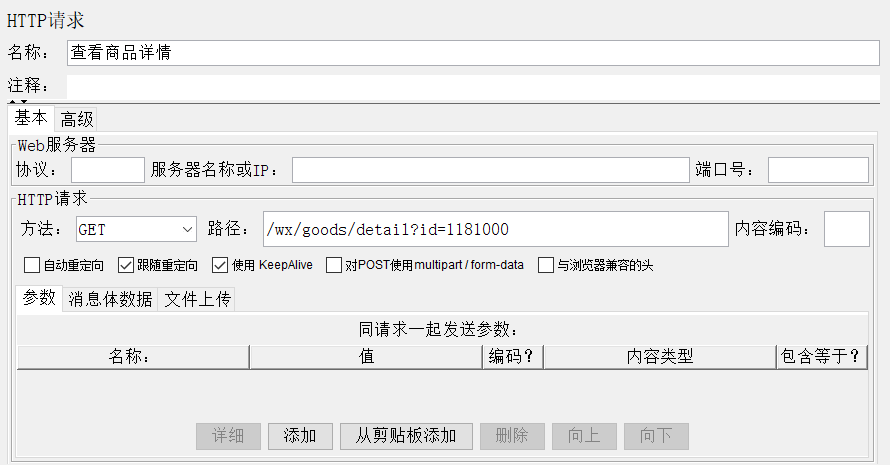 HTTP请求
名称： 查看商品详情
注释：
基本 高级
Web服务器
协议： 服务器名称或IP： 端口号：
HTTP请求
方法： GET 路径： /wx/goods/detail?id=1181000 内容编码：
自动重定向 跟随重定向 使用 KeepAlive 对POST使用multipart / form-data 与浏览器兼容的头
参数 消息体数据 文件上传
同请求一起发送参数：
名称： 值 编码？ 内容类型 包含等于？
详细 添加 从剪贴板添加 删除 向上 向下